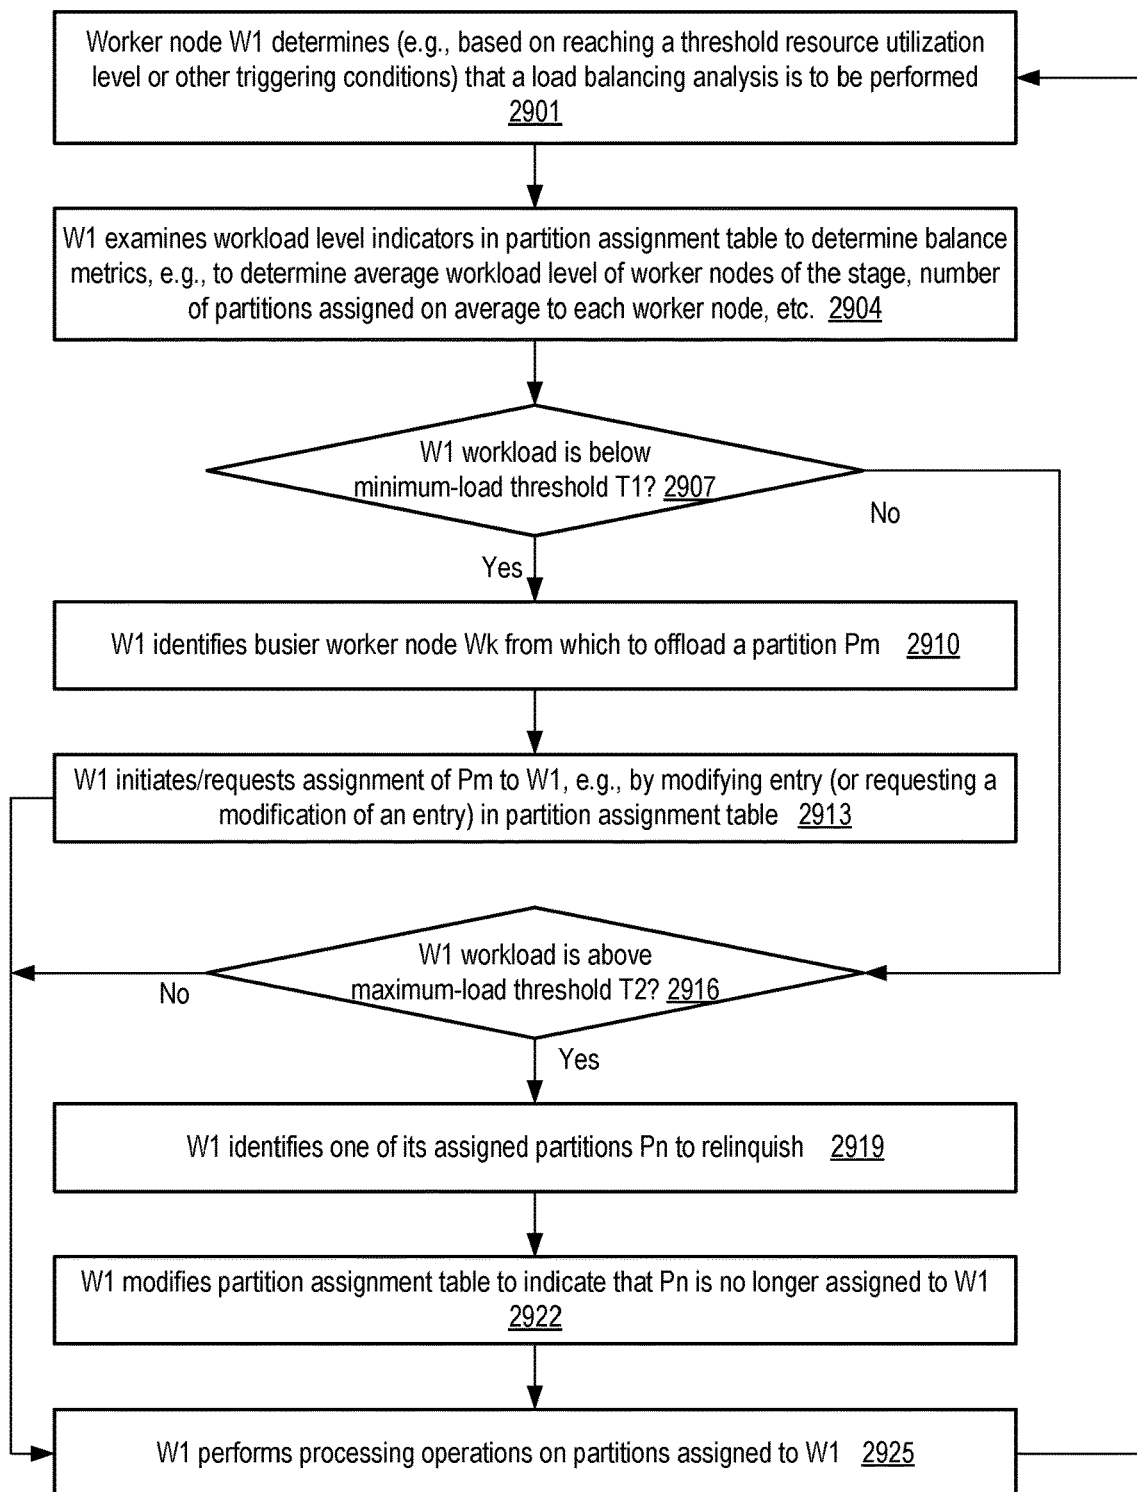 Worker node W1 determines (e.g., based on reaching a threshold resource utilization
level or other triggering conditions) that a load balancing analysis is to be performed
2901
W1 examines workload level indicators in partition assignment table to determine balance
metrics, e.g., to determine average workload level of worker nodes of the stage, number
of partitions assigned on average to each worker node, etc. 2904
W1 workload is below
minimum-load threshold T1? 2907
No
Yes
W1 identifies busier worker node Wk from which to offload a partition Pm 2910
W1 initiates/requests assignment of Pm to W1, e.g., by modifying entry (or requesting a
modification of an entry) in partition assignment table 2913
W1 workload is above
maximum-load threshold T2? 2916
No
Yes
W1 identifies one of its assigned partitions Pn to relinquish 2919
W1 modifies partition assignment table to indicate that Pn is no longer assigned to W1
2922
W1 performs processing operations on partitions assigned to W1 2925